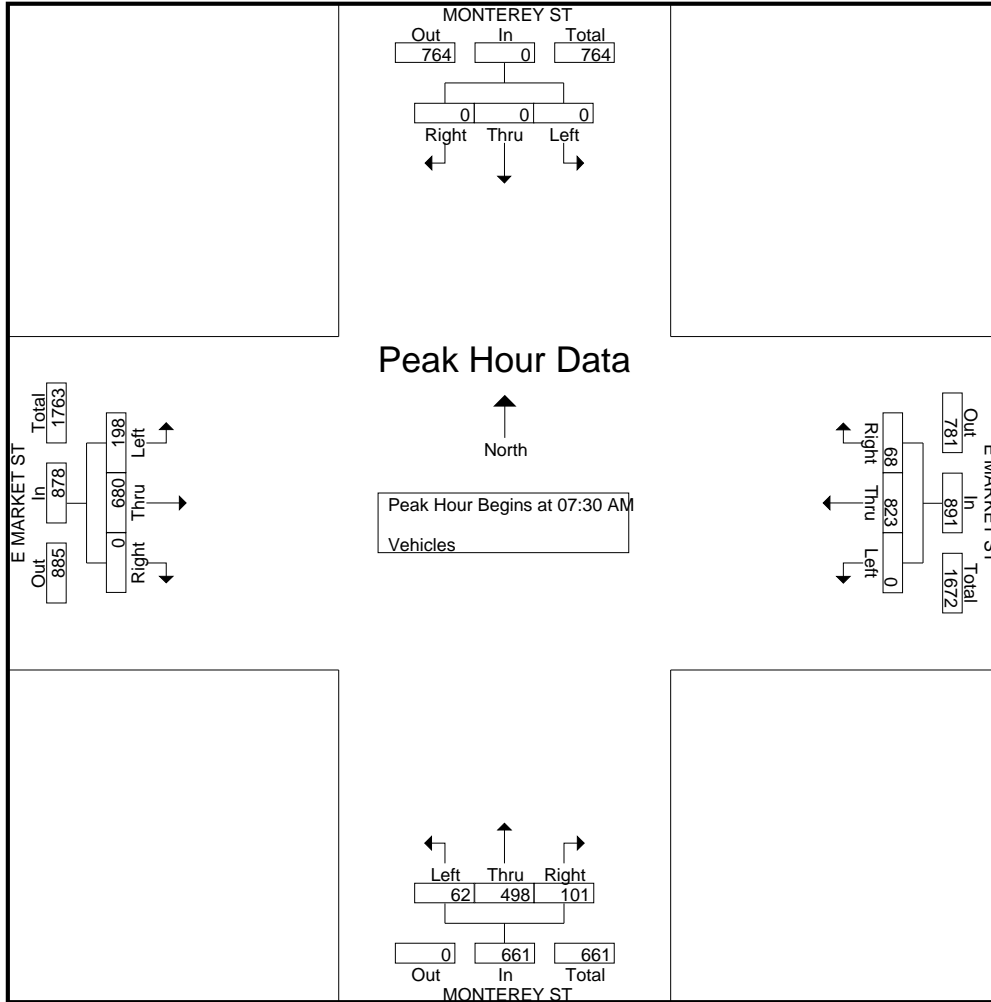 MONTEREY ST
Out In Total
764 0 764
0 0 0
Right Thru Left
Peak Hour Data
North
Peak Hour Begins at 07:30 AM
Vehicles
E MARKET ST
Out In Total
885 878 1763
0 680 198
Right Thru Left
E MARKET ST
Out In Total
781 891 1672
68 823 0
Right Thru Left
Left Thru Right
62 498 101
0 661 661
Out In Total
MONTEREY ST